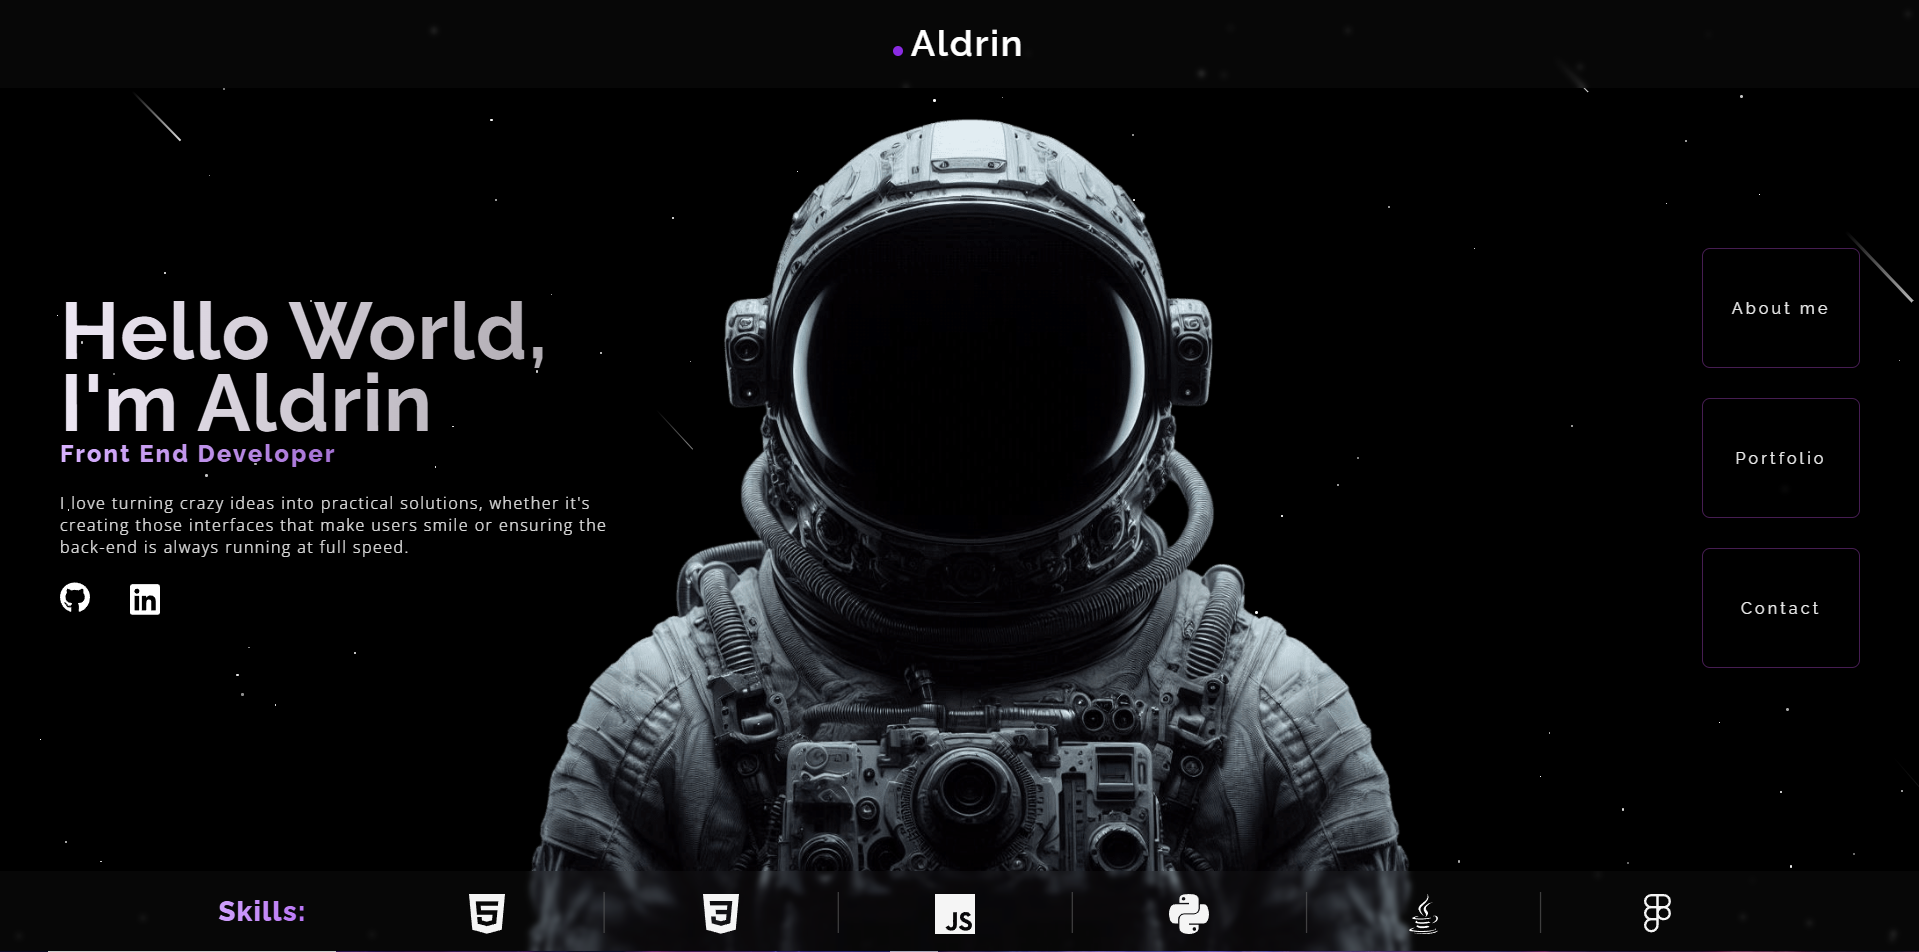 Aldrin
Hello World,
I'm Aldrin
Front End Developer
I love turning crazy ideas into practical solutions, whether it's
creating those interfaces that make users smile or ensuring the
back-end is always running at full speed.
in
About me
Portfolio
Contact
Skills:
5
3
JS